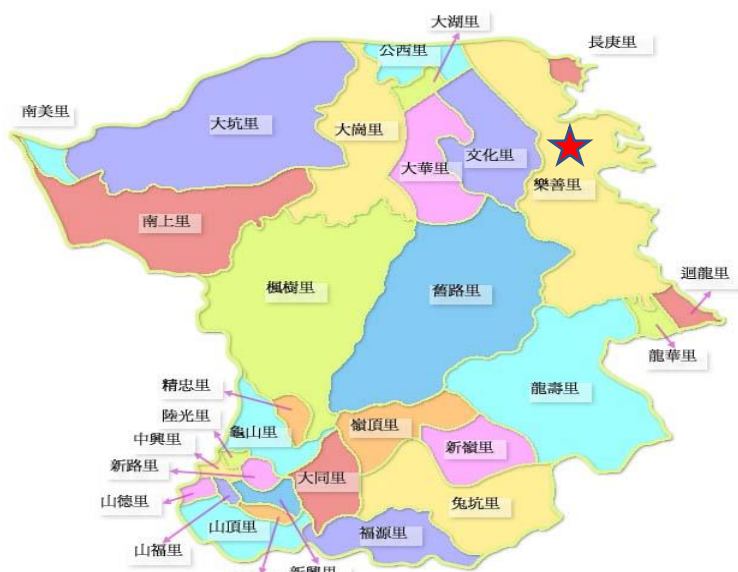 大湖里
公西里
長庚里
南美里
大坑里
大崗里
文化里
大華里
樂善里
南上里
迴龍里
楓樹里
舊路里
龍華里
精忠里
龍壽里
陸光里
龜山里
嶺頂里
中興里
新嶺里
新路里
大同里
山德里
兔坑里
山頂里
福源里
山福里